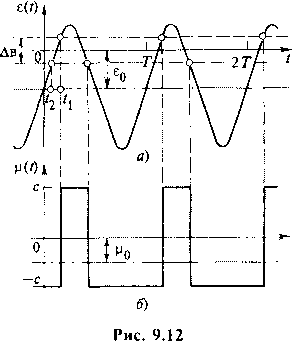 ε(t)
Δв
0
ε₀
T
2T
t
t₂
t₁
а)
μ(t)
c
0
μ₀
−c
б)
Рис. 9.12